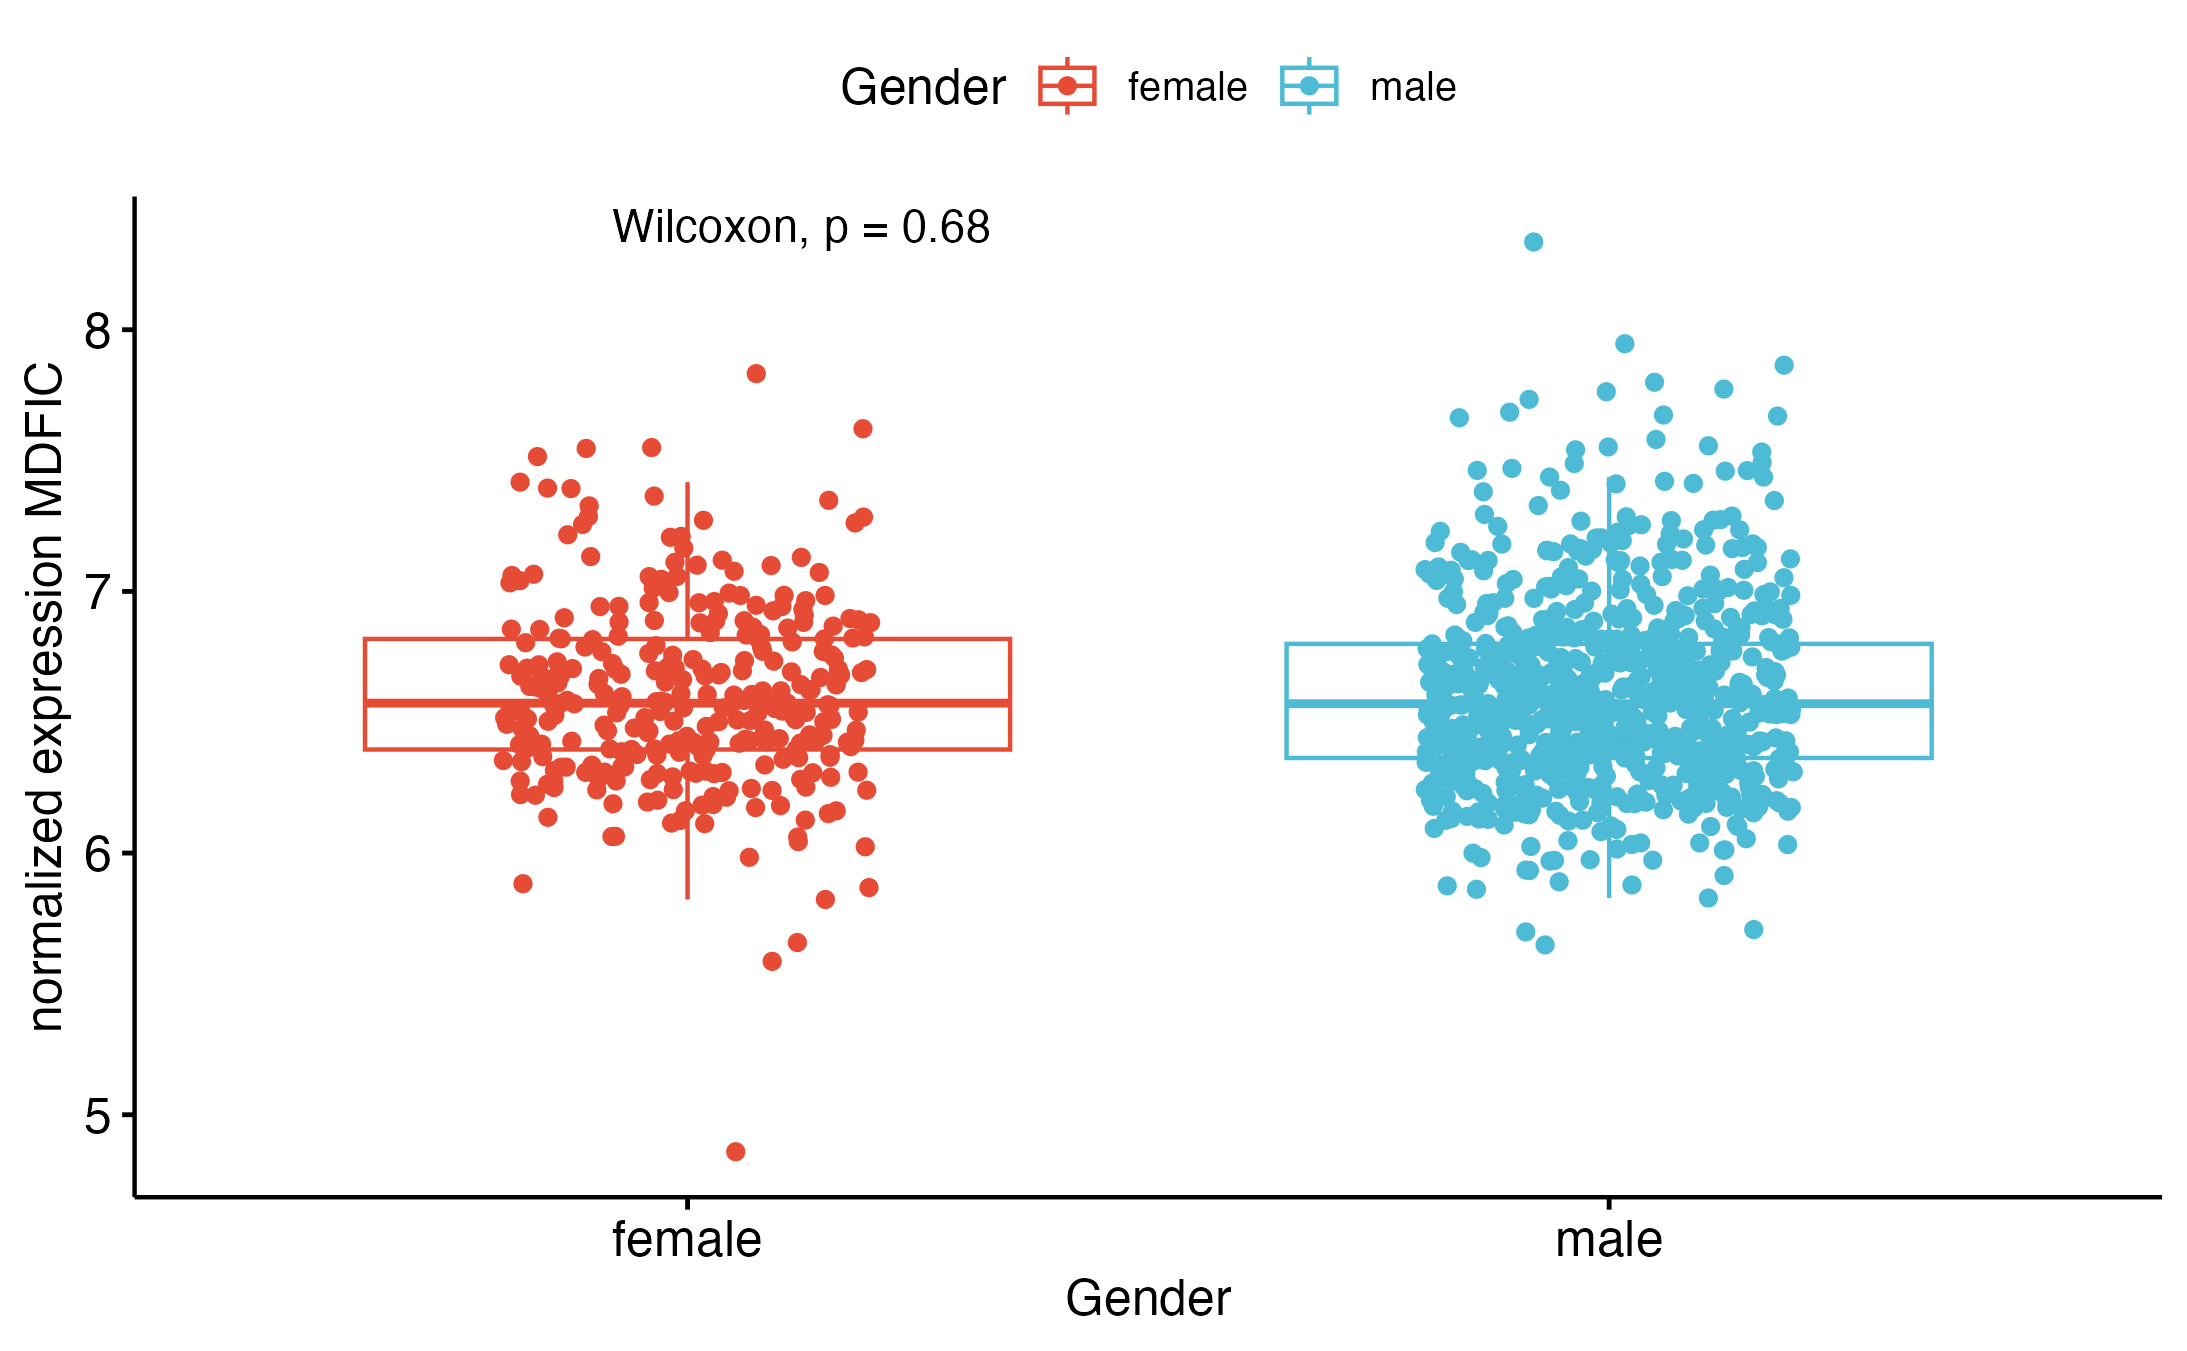 Gender female male
Wilcoxon, p = 0.68
normalized expression MDFIC
8
7
6
5
female male
Gender